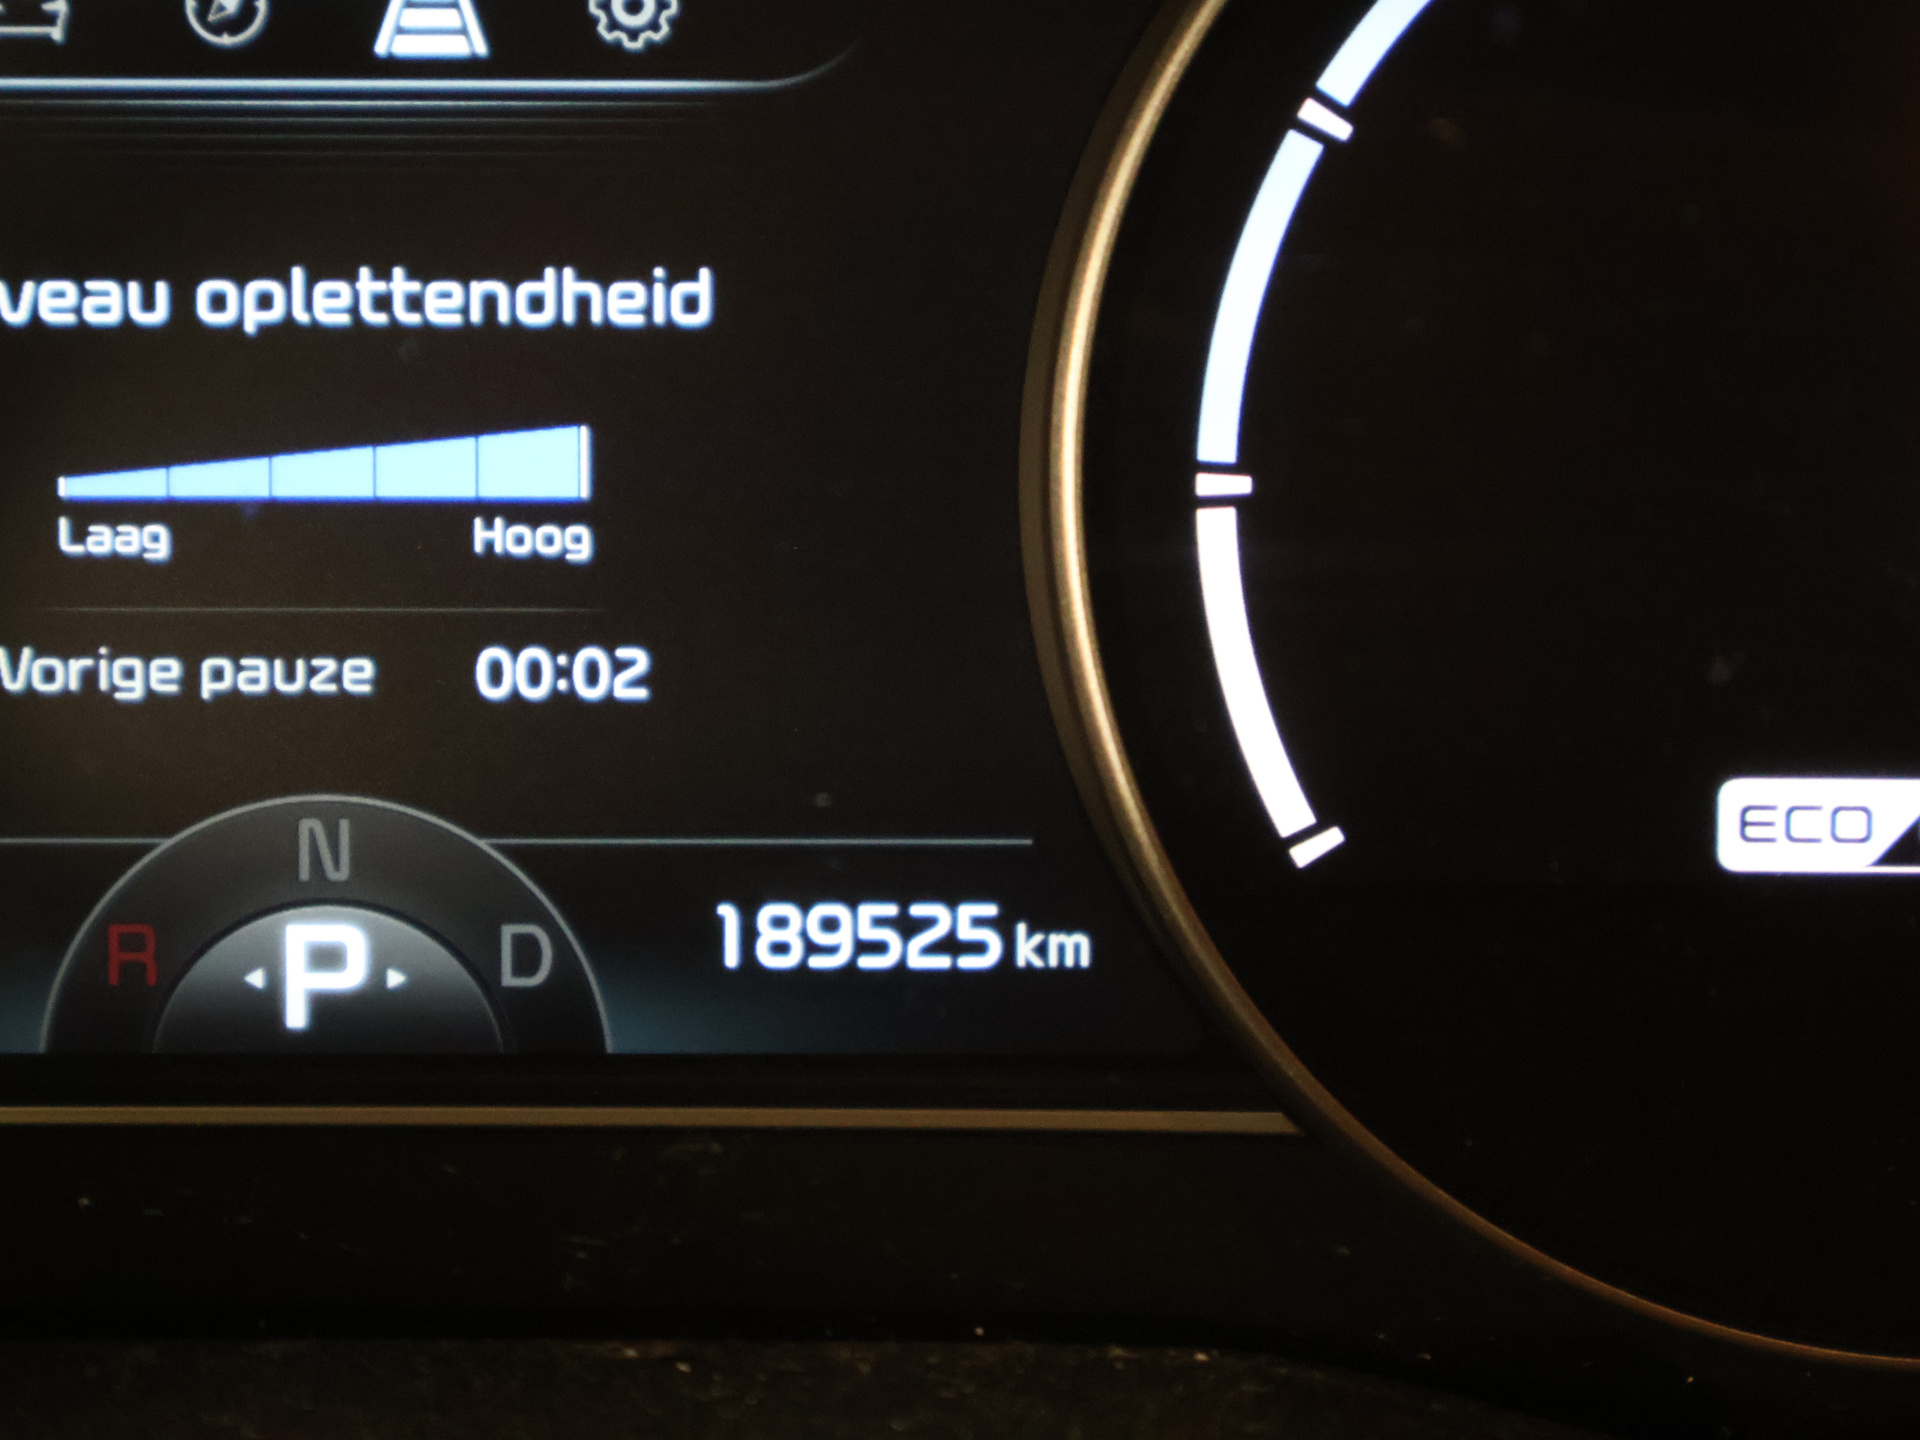 veau oplettendheid
Laag Hoog
Vorige pauze 00:02
N
R P D
189525 km
ECO